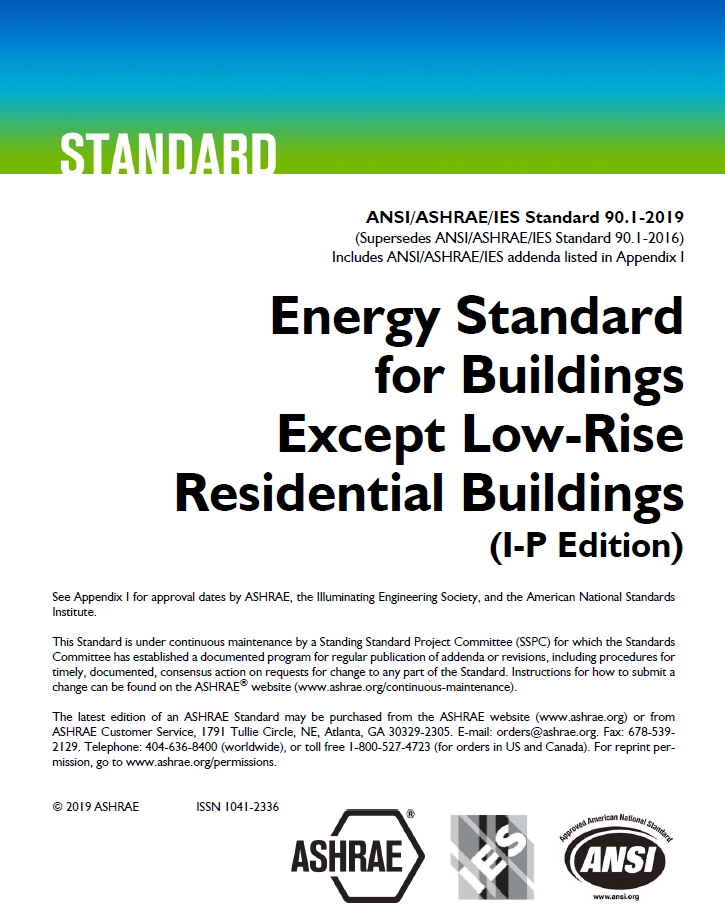 STANDARD
ANSI/ASHRAE/IES Standard 90.1-2019
(Supersedes ANSI/ASHRAE/IES Standard 90.1-2016)
Includes ANSI/ASHRAE/IES addenda listed in Appendix I
Energy Standard
for Buildings
Except Low-Rise
Residential Buildings
(I-P Edition)
See Appendix I for approval dates by ASHRAE, the Illuminating Engineering Society, and the American National Standards
Institute.
This Standard is under continuous maintenance by a Standing Standard Project Committee (SSPC) for which the Standards
Committee has established a documented program for regular publication of addenda or revisions, including procedures for
timely, documented, consensus action on requests for change to any part of the Standard. Instructions for how to submit a
change can be found on the ASHRAE® website (www.ashrae.org/continuous-maintenance).
The latest edition of an ASHRAE Standard may be purchased from the ASHRAE website (www.ashrae.org) or from
ASHRAE Customer Service, 1791 Tullie Circle, NE, Atlanta, GA 30329-2305. E-mail: orders@ashrae.org. Fax: 678-539-
2129. Telephone: 404-636-8400 (worldwide), or toll free 1-800-527-4723 (for orders in US and Canada). For reprint per-
mission, go to www.ashrae.org/permissions.
© 2019 ASHRAE ISSN 1041-2336
ASHRAE ®
IES
Approved American National Standard
ANSI
www.ansi.org